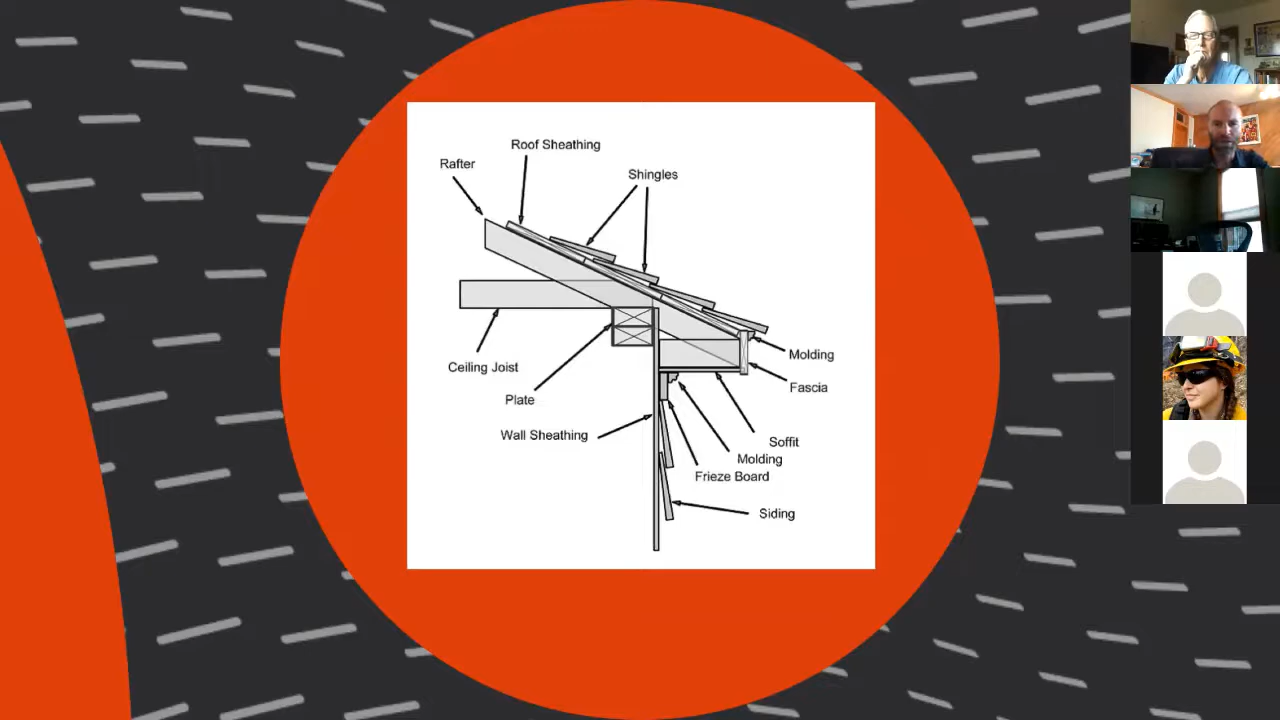 Roof Sheathing
Rafter
Shingles
Molding
Ceiling Joist
Fascia
Plate
Wall Sheathing
Soffit
Molding
Frieze Board
Siding